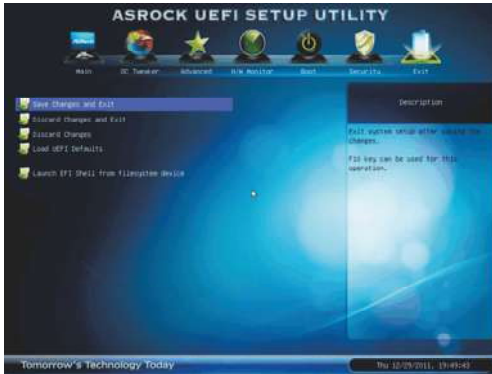 ASROCK UEFI SETUP UTILITY
Main OC Tweaker Advanced H/W Monitor Boot Security Exit
Save Changes and Exit
Discard Changes and Exit
Discard Changes
Load UEFI Defaults
Launch EFI Shell from filesystem device
Description
Exit system setup after saving the
changes.
F10 key can be used for this
operation.
Tomorrow's Technology Today
Thu 12/29/2011, 19:49:43